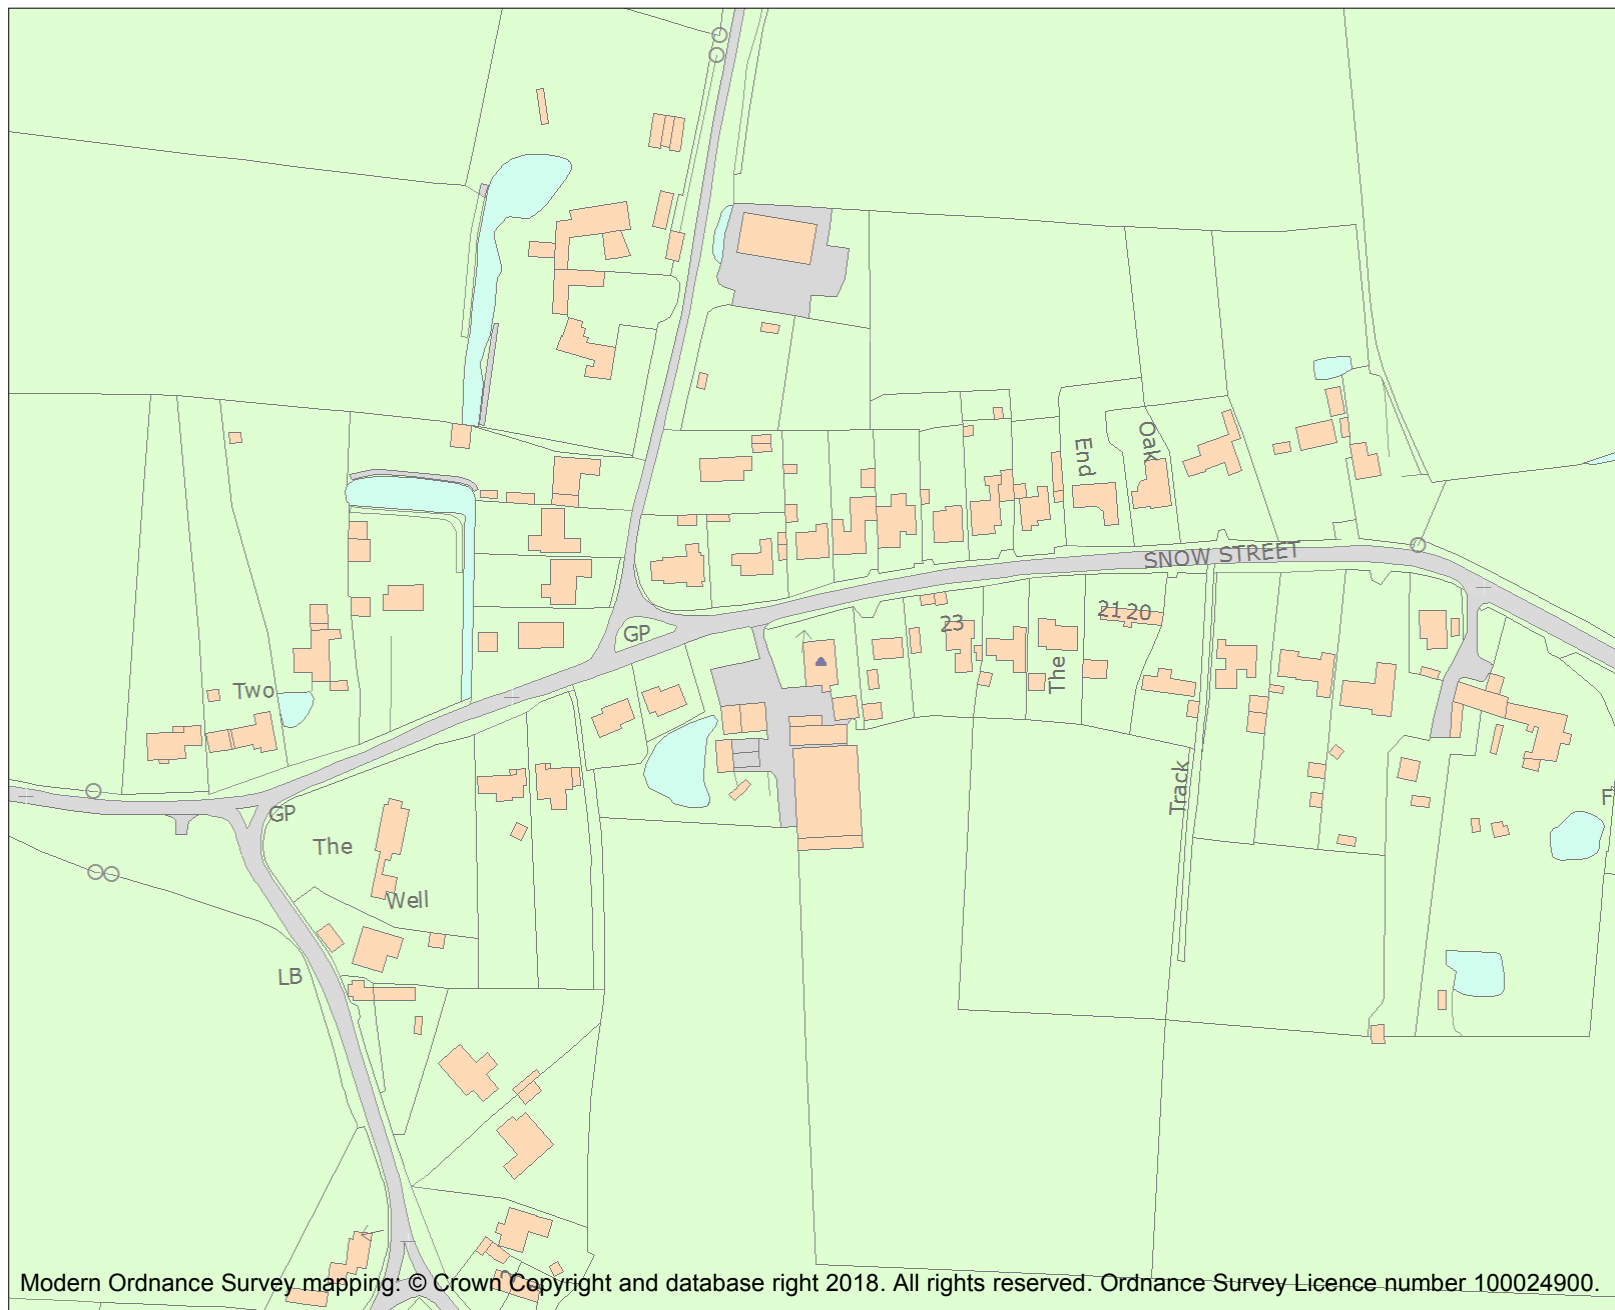 Oak
End
SNOW STREET
23
21 20
GP
The
Two
Track
GP
The
Well
LB
Modern Ordnance Survey mapping: © Crown Copyright and database right 2018. All rights reserved. Ordnance Survey Licence number 100024900.